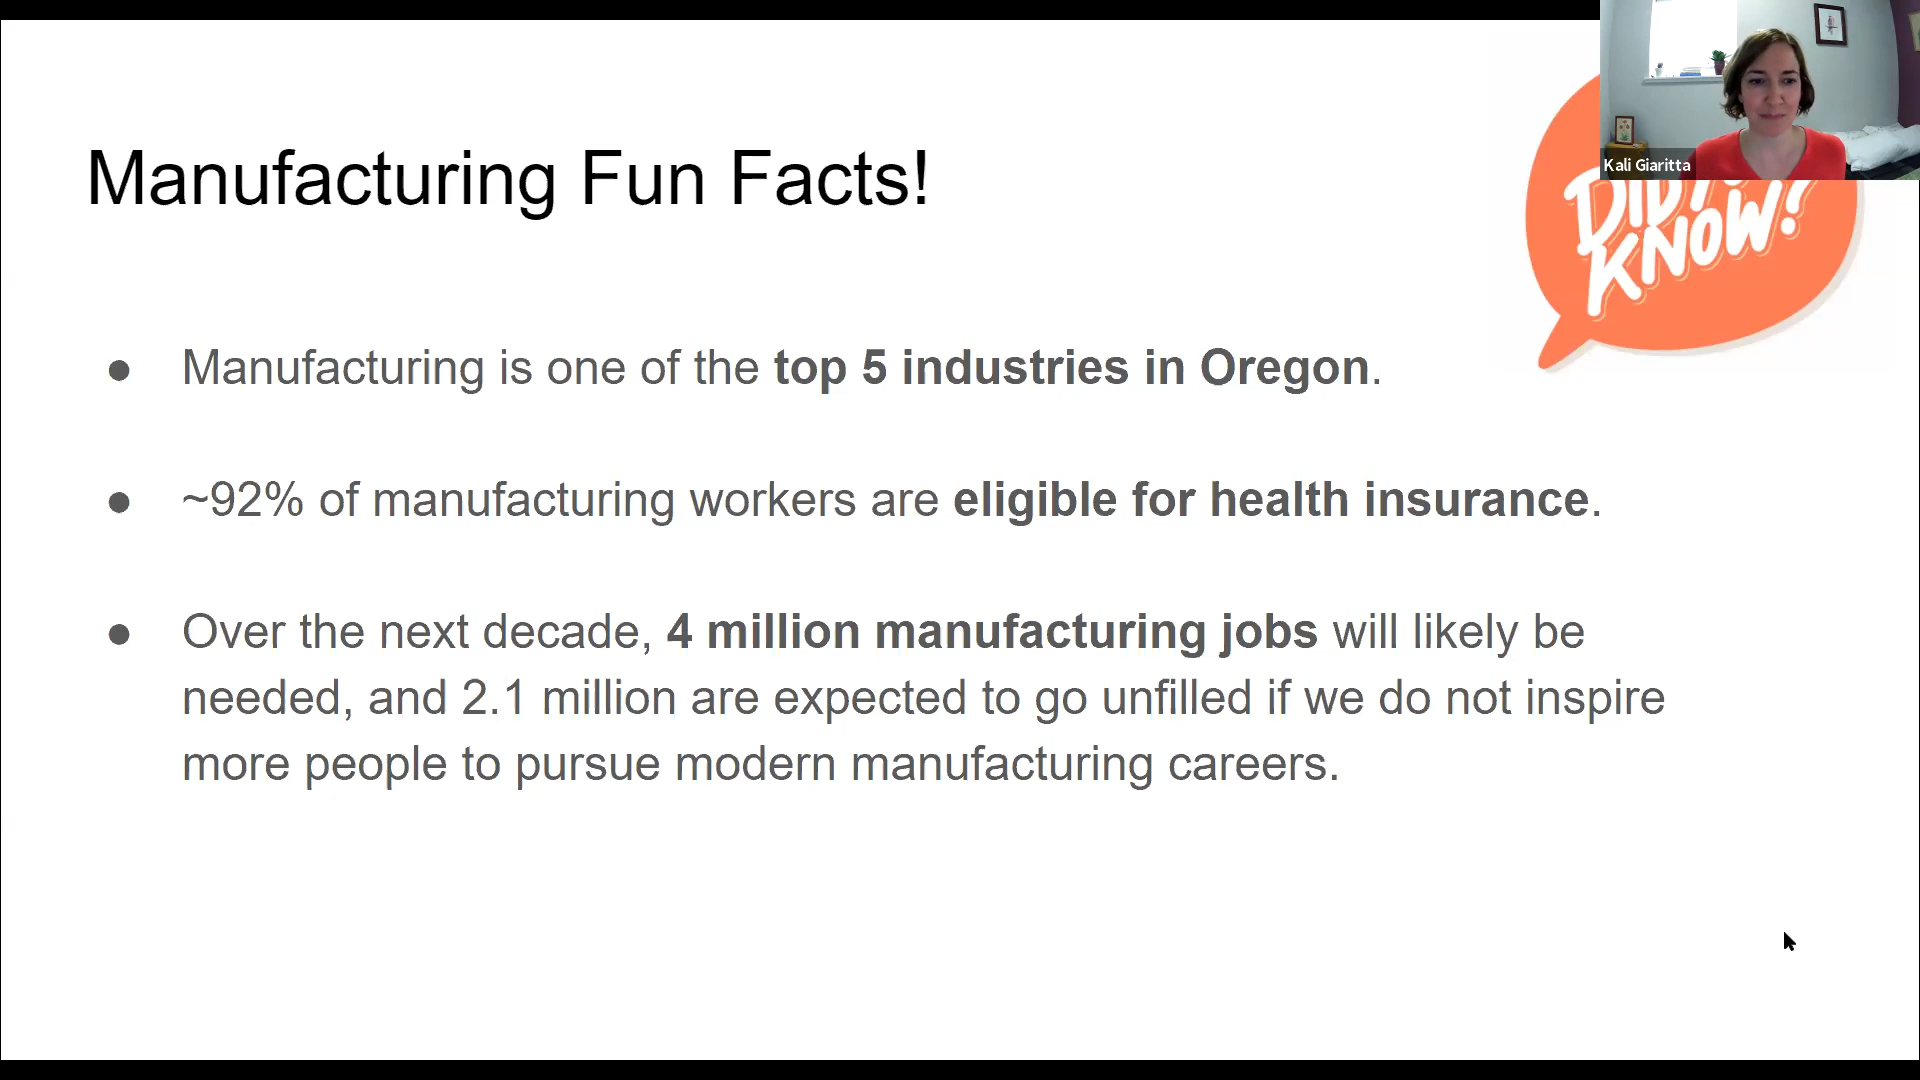 Manufacturing Fun Facts!
Kali Giaritta
KNOW?
● Manufacturing is one of the top 5 industries in Oregon.
● ~92% of manufacturing workers are eligible for health insurance.
● Over the next decade, 4 million manufacturing jobs will likely be
needed, and 2.1 million are expected to go unfilled if we do not inspire
more people to pursue modern manufacturing careers.